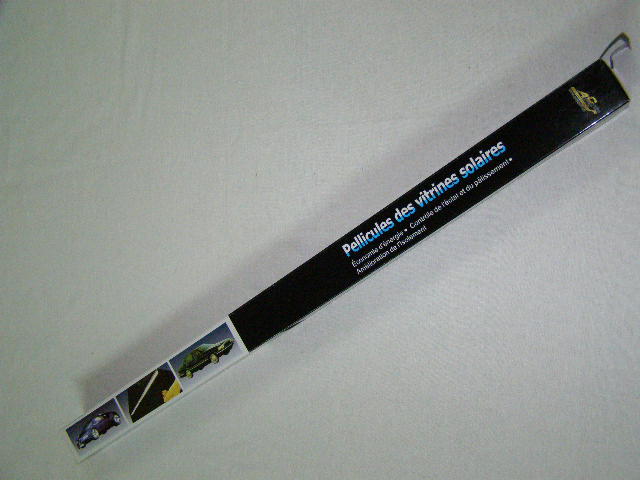 Pellicules des vitrines solaires
Économie d'énergie • Contrôle de l'éclat et du pâlissement •
Amélioration de l'isolement